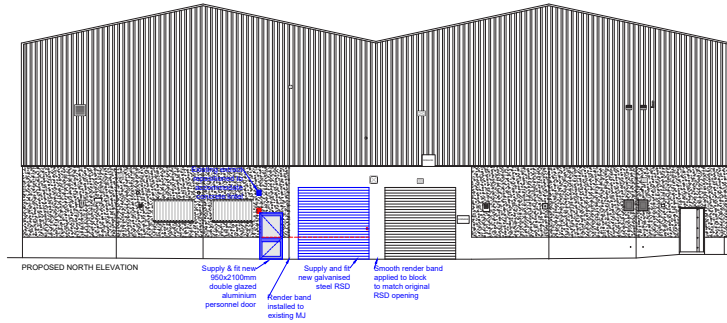 PROPOSED NORTH ELEVATION
Supply & fit new
950x2100mm
double glazed
aluminium
personnel door
Render band
installed to
existing MJ
Supply and fit
new galvanised
steel RSD
Smooth render band
applied to block
to match original
RSD opening